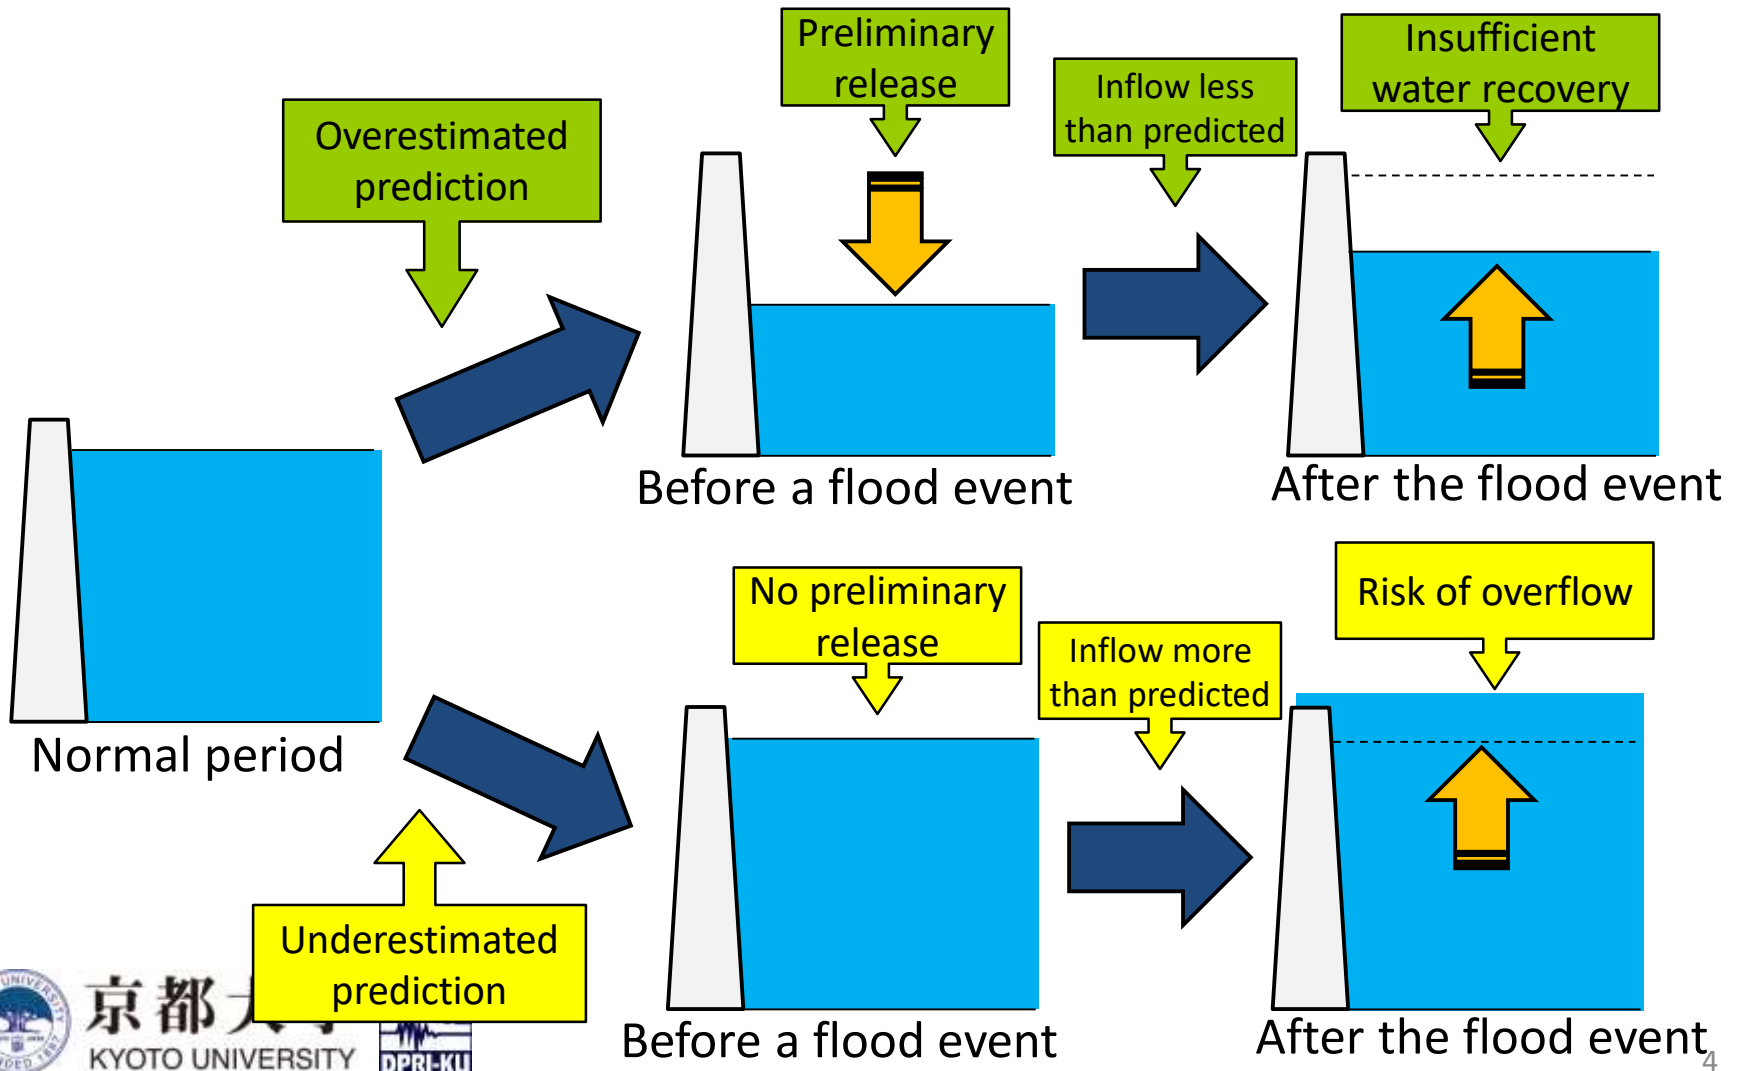 Preliminary
release
Insufficient
water recovery
Inflow less
than predicted
Overestimated
prediction
Before a flood event
After the flood event
Normal period
No preliminary
release
Risk of overflow
Inflow more
than predicted
Underestimated
prediction
Before a flood event
After the flood event
京都大学
KYOTO UNIVERSITY
DPRI-KU
4